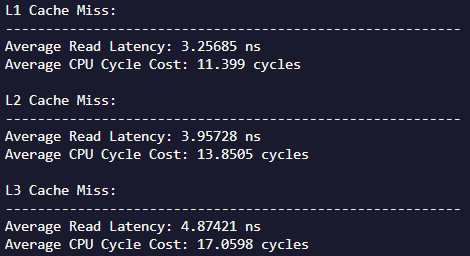 L1 Cache Miss:
---------------------------------------------------------
Average Read Latency: 3.25685 ns
Average CPU Cycle Cost: 11.399 cycles
L2 Cache Miss:
---------------------------------------------------------
Average Read Latency: 3.95728 ns
Average CPU Cycle Cost: 13.8505 cycles
L3 Cache Miss:
---------------------------------------------------------
Average Read Latency: 4.87421 ns
Average CPU Cycle Cost: 17.0598 cycles